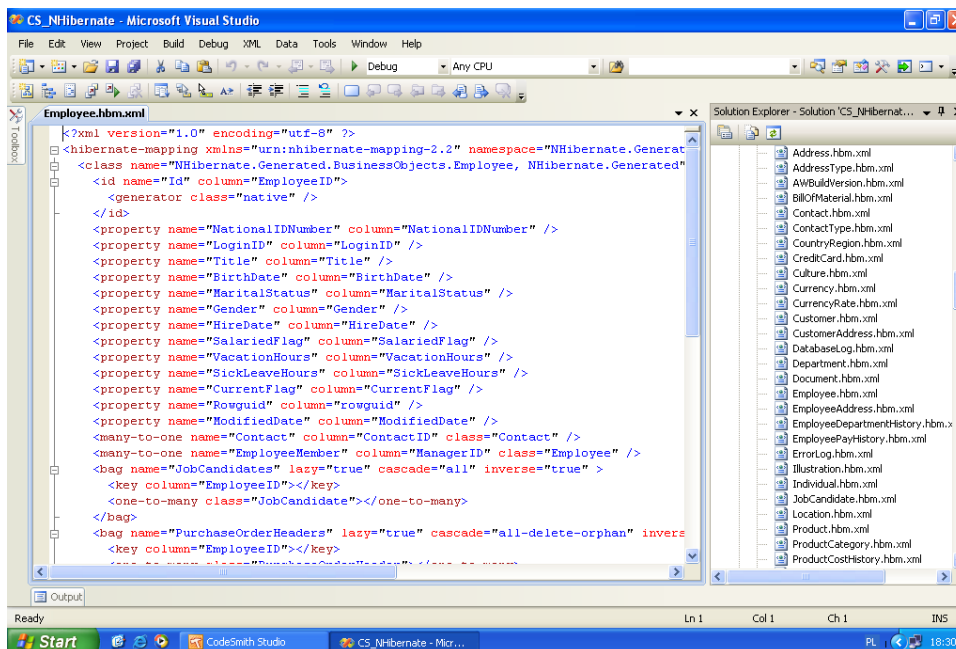 CS_NHibernate - Microsoft Visual Studio
File Edit View Project Build Debug XML Data Tools Window Help
Debug Any CPU
Toolbox
Employee.hbm.xml
<?xml version="1.0" encoding="utf-8" ?>
<hibernate-mapping xmlns="urn:nhibernate-mapping-2.2" namespace="NHibernate.Generat
<class name="NHibernate.Generated.BusinessObjects.Employee, NHibernate.Generated"
<id name="Id" column="EmployeeID">
<generator class="native" />
</id>
<property name="NationalIDNumber" column="NationalIDNumber" />
<property name="LoginID" column="LoginID" />
<property name="Title" column="Title" />
<property name="BirthDate" column="BirthDate" />
<property name="MaritalStatus" column="MaritalStatus" />
<property name="Gender" column="Gender" />
<property name="HireDate" column="HireDate" />
<property name="SalariedFlag" column="SalariedFlag" />
<property name="VacationHours" column="VacationHours" />
<property name="SickLeaveHours" column="SickLeaveHours" />
<property name="CurrentFlag" column="CurrentFlag" />
<property name="Rowguid" column="rowguid" />
<property name="ModifiedDate" column="ModifiedDate" />
<many-to-one name="Contact" column="ContactID" class="Contact" />
<many-to-one name="EmployeeMember" column="ManagerID" class="Employee" />
<bag name="JobCandidates" lazy="true" cascade="all" inverse="true" >
<key column="EmployeeID"></key>
<one-to-many class="JobCandidate"></one-to-many>
</bag>
<bag name="PurchaseOrderHeaders" lazy="true" cascade="all-delete-orphan" invers
<key column="EmployeeID"></key>
Solution Explorer - Solution 'CS_NHibernat...
Address.hbm.xml
AddressType.hbm.xml
AWBuildVersion.hbm.xml
BillOfMaterial.hbm.xml
Contact.hbm.xml
ContactType.hbm.xml
CountryRegion.hbm.xml
CreditCard.hbm.xml
Culture.hbm.xml
Currency.hbm.xml
CurrencyRate.hbm.xml
Customer.hbm.xml
CustomerAddress.hbm.xml
DatabaseLog.hbm.xml
Department.hbm.xml
Document.hbm.xml
Employee.hbm.xml
EmployeeAddress.hbm.xml
EmployeeDepartmentHistory.hbm.x
EmployeePayHistory.hbm.xml
ErrorLog.hbm.xml
Illustration.hbm.xml
Individual.hbm.xml
JobCandidate.hbm.xml
Location.hbm.xml
Product.hbm.xml
ProductCategory.hbm.xml
ProductCostHistory.hbm.xml
Output
Ready Ln 1 Col 1 Ch 1 INS
Start CodeSmith Studio CS_NHibernate - Micr... PL 18:30